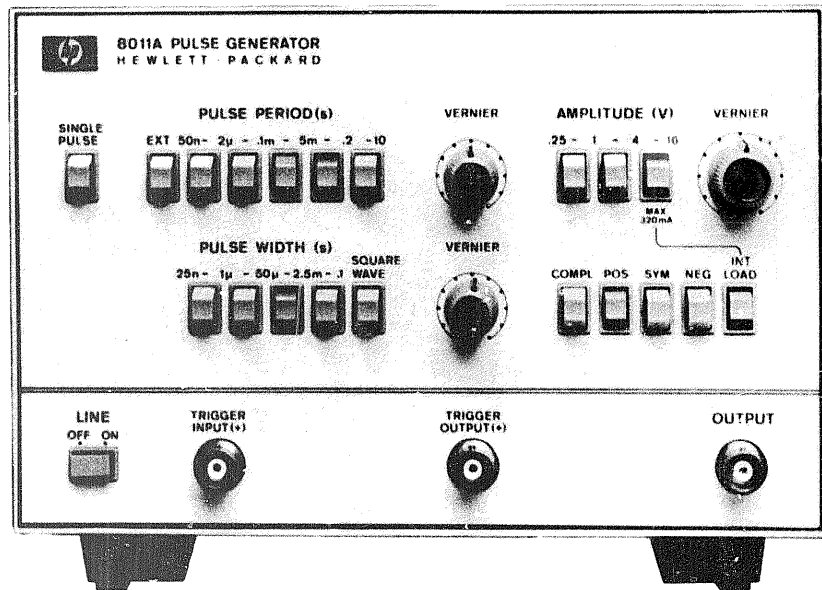 hp
8011A PULSE GENERATOR
HEWLETT · PACKARD
SINGLE
PULSE
PULSE PERIOD(s)
EXT 50n- 2µ - .1m - 5m - .2 -10
VERNIER
AMPLITUDE (V)
.25 - 1 - 4 - 16
VERNIER
MAX
320mA
PULSE WIDTH (s)
25n - 1µ - 50µ - 2.5m - .1
SQUARE
WAVE
VERNIER
COMPL POS SYM NEG
INT
LOAD
LINE
OFF ON
TRIGGER
INPUT(+)
TRIGGER
OUTPUT(+)
OUTPUT